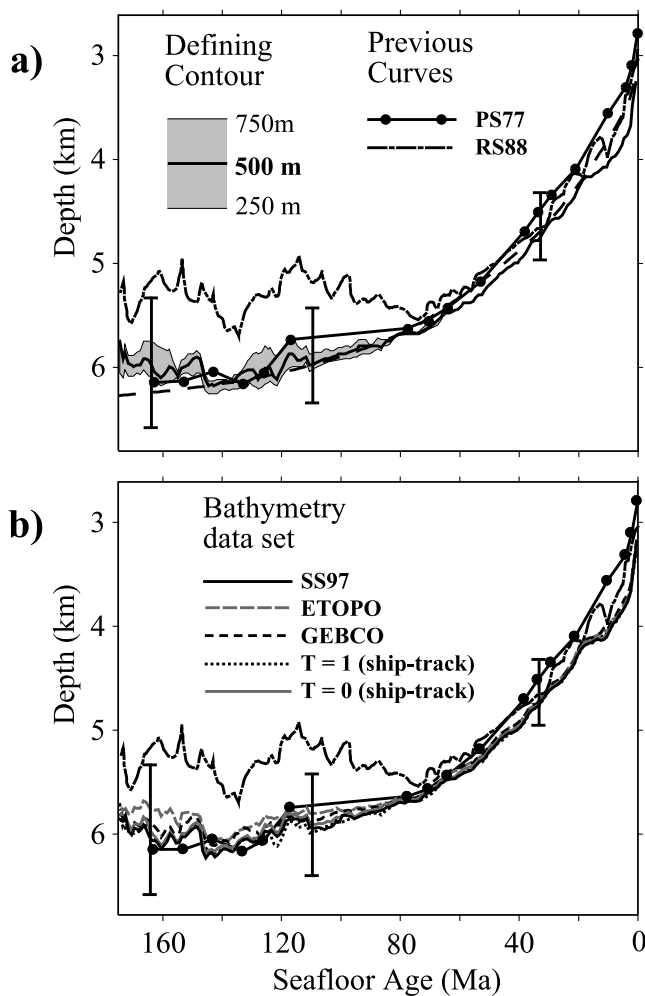 a)
Defining
Contour
750m
500 m
250 m
Previous
Curves
PS77
RS88
3
4
5
6
Depth (km)
b)
Bathymetry
data set
SS97
ETOPO
GEBCO
T = 1 (ship-track)
T = 0 (ship-track)
3
4
5
6
Depth (km)
160 120 80 40 0
Seafloor Age (Ma)